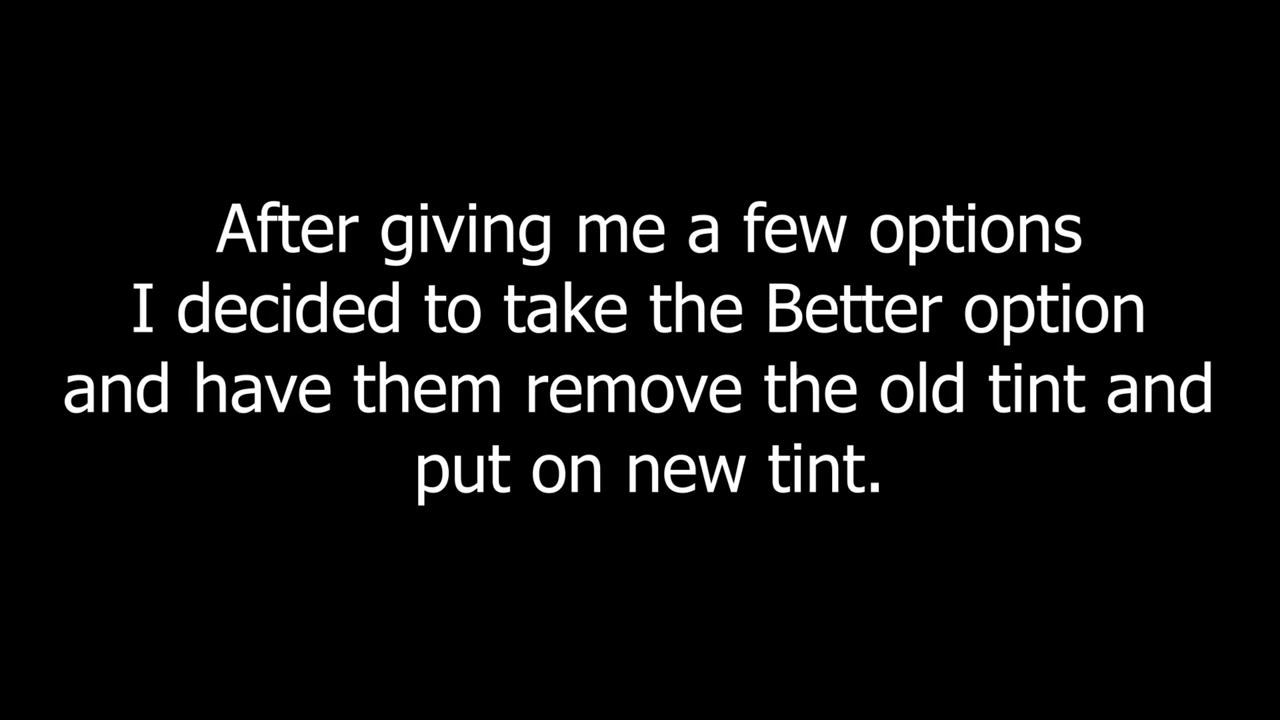 After giving me a few options
I decided to take the Better option
and have them remove the old tint and
put on new tint.